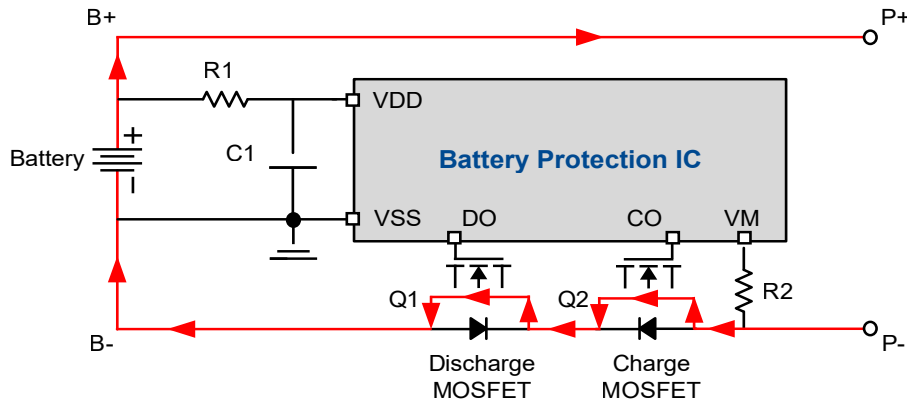 B+
P+
R1
VDD
Battery
+
C1
Battery Protection IC
–
VSS
DO
CO
VM
Q1
Q2
R2
B-
P-
Discharge
MOSFET
Charge
MOSFET